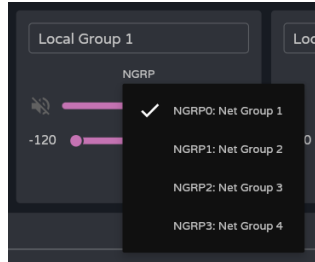 Local Group 1
Loc
NGRP
NGRP0: Net Group 1
-120
0
NGRP1: Net Group 2
NGRP2: Net Group 3
NGRP3: Net Group 4